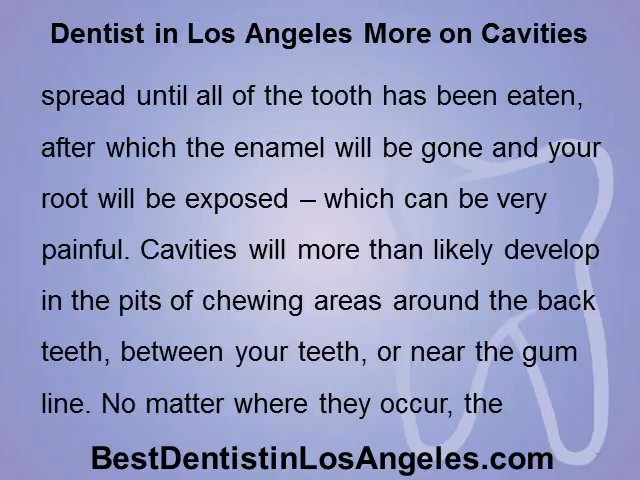 Dentist in Los Angeles More on Cavities
spread until all of the tooth has been eaten,
after which the enamel will be gone and your
root will be exposed – which can be very
painful. Cavities will more than likely develop
in the pits of chewing areas around the back
teeth, between your teeth, or near the gum
line. No matter where they occur, the
BestDentistinLosAngeles.com